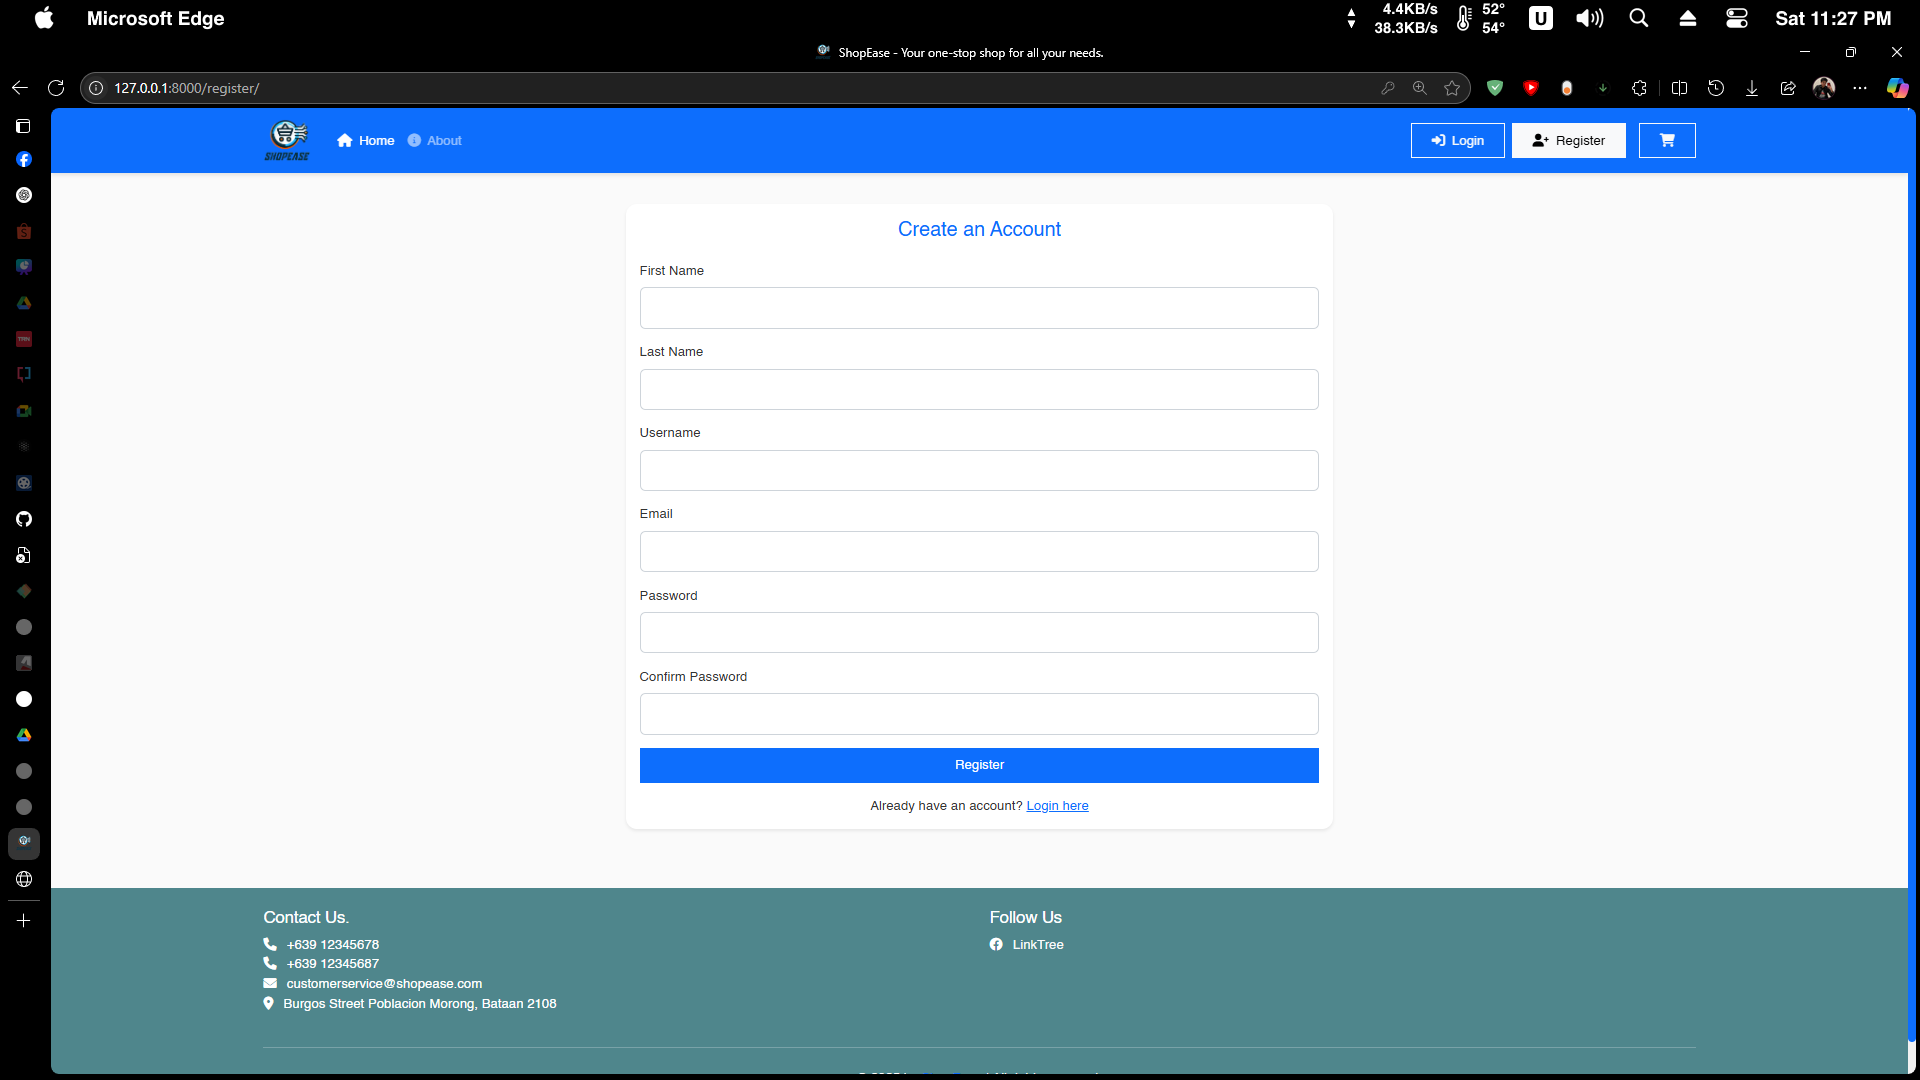 Microsoft Edge
4.4KB/s
38.3KB/s
52°
54°
U
Sat 11:27 PM
ShopEase - Your one-stop shop for all your needs.
127.0.0.1:8000/register/
SHOPEASE
Home
About
Login
Register
Create an Account
First Name
Last Name
Username
Email
Password
Confirm Password
Register
Already have an account? Login here
Contact Us.
+639 12345678
+639 12345687
customerservice@shopease.com
Burgos Street Poblacion Morong, Bataan 2108
Follow Us
LinkTree